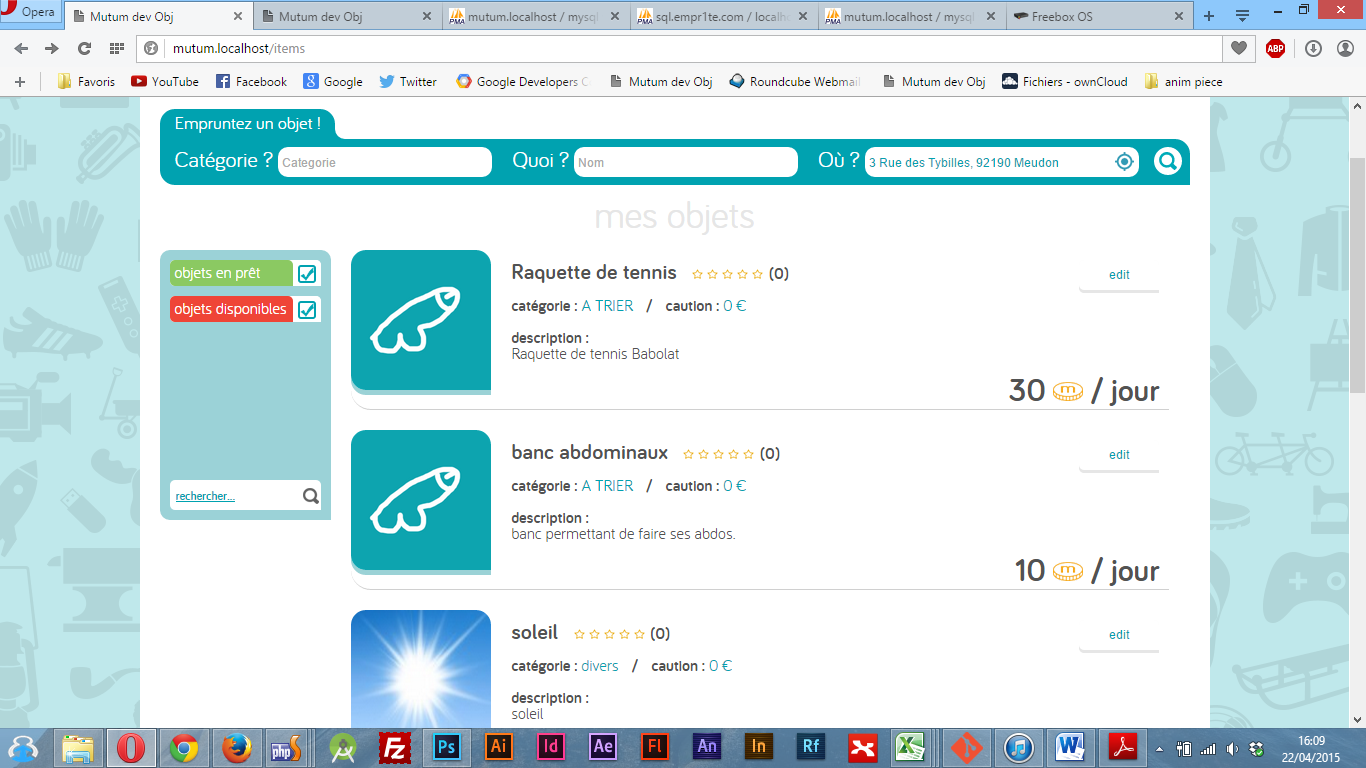 Opera
Mutum dev Obj
Mutum dev Obj
mutum.localhost / mysql
sql.empr1te.com / localho
mutum.localhost / mysql
Freebox OS
mutum.localhost/items
ABP
Favoris
YouTube
Facebook
Google
Twitter
Google Developers C
Mutum dev Obj
Roundcube Webmail
Mutum dev Obj
Fichiers - ownCloud
anim piece
Empruntez un objet !
Catégorie ? Categorie
Quoi ? Nom
Où ? 3 Rue des Tybilles, 92190 Meudon
mes objets
objets en prêt
objets disponibles
rechercher...
Raquette de tennis (0)
edit
catégorie : A TRIER / caution : 0 €
description :
Raquette de tennis Babolat
30 m / jour
banc abdominaux (0)
edit
catégorie : A TRIER / caution : 0 €
description :
banc permettant de faire ses abdos.
10 m / jour
soleil (0)
edit
catégorie : divers / caution : 0 €
description :
soleil
php
Fz
Ps
Ai
Id
Ae
Fl
An
In
Rf
16:09
22/04/2015